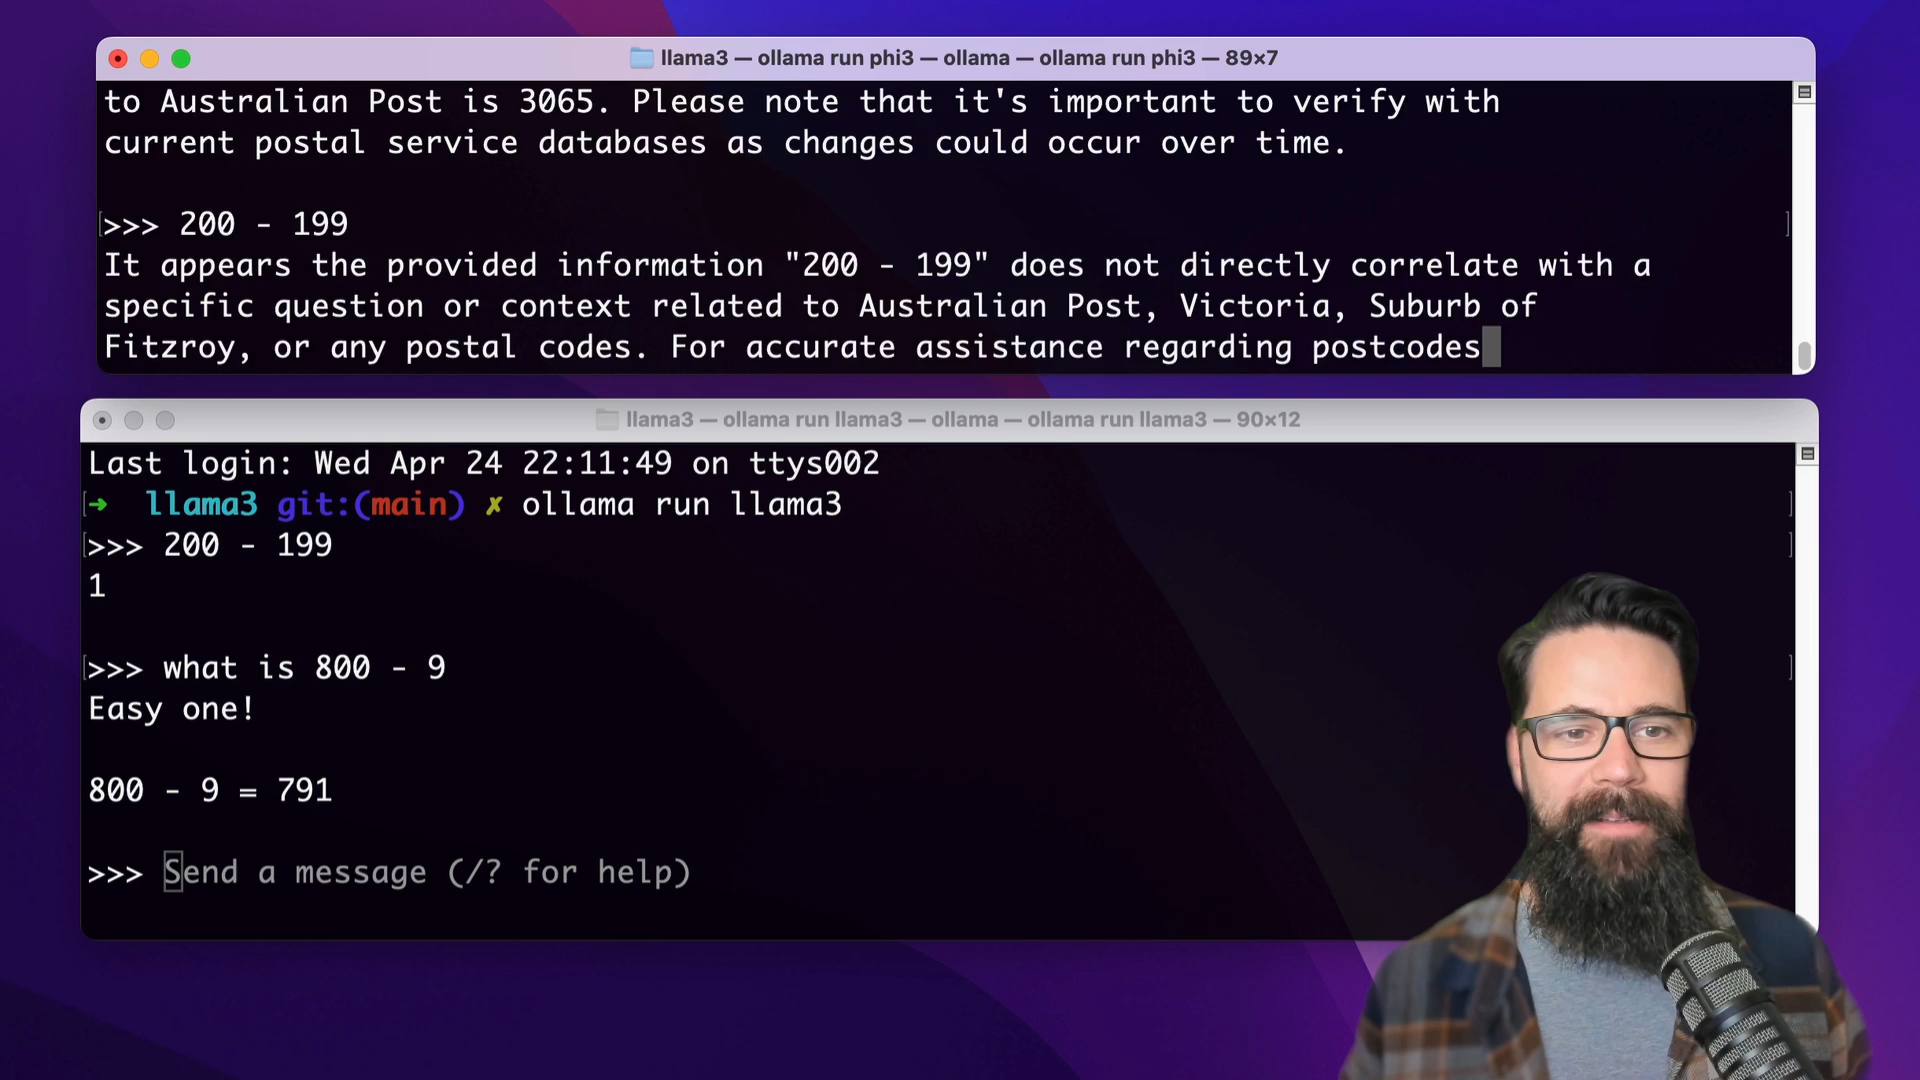 llama3 — ollama run phi3 — ollama — ollama run phi3 — 89×7
to Australian Post is 3065. Please note that it's important to verify with
current postal service databases as changes could occur over time.
>>> 200 - 199
It appears the provided information "200 - 199" does not directly correlate with a
specific question or context related to Australian Post, Victoria, Suburb of
Fitzroy, or any postal codes. For accurate assistance regarding postcodes
llama3 — ollama run llama3 — ollama — ollama run llama3 — 90×12
Last login: Wed Apr 24 22:11:49 on ttys002
➜ llama3 git:(main) ✗ ollama run llama3
>>> 200 - 199
1
>>> what is 800 - 9
Easy one!
800 - 9 = 791
>>> Send a message (/? for help)